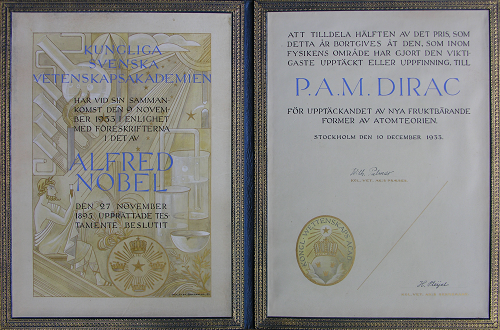 KUNGLIGA
SVENSKA
VETENSKAPSAKADEMIEN
HAR VID SIN SAMMAN-
KOMST DEN 9 NOVEM-
BER 1933 I ENLIGHET
MED FÖRESKRIFTERNA
I DET AV
ALFRED
NOBEL
DEN 27 NOVEMBER
1895 UPPRÄTTADE TES
TAMENTE BESLUTIT
ATT TILLDELA HÄLFTEN AV DET PRIS, SOM
DETTA ÅR BORTGIVES ÅT DEN, SOM INOM
FYSIKENS OMRÅDE HAR GJORT DEN VIKTI-
GASTE UPPTÄCKT ELLER UPPFINNING, TILL
P.A.M. DIRAC
FÖR UPPTÄCKANDET AV NYA FRUKTBÄRANDE
FORMER AV ATOMTEORIEN.
STOCKHOLM DEN 10 DECEMBER 1933.